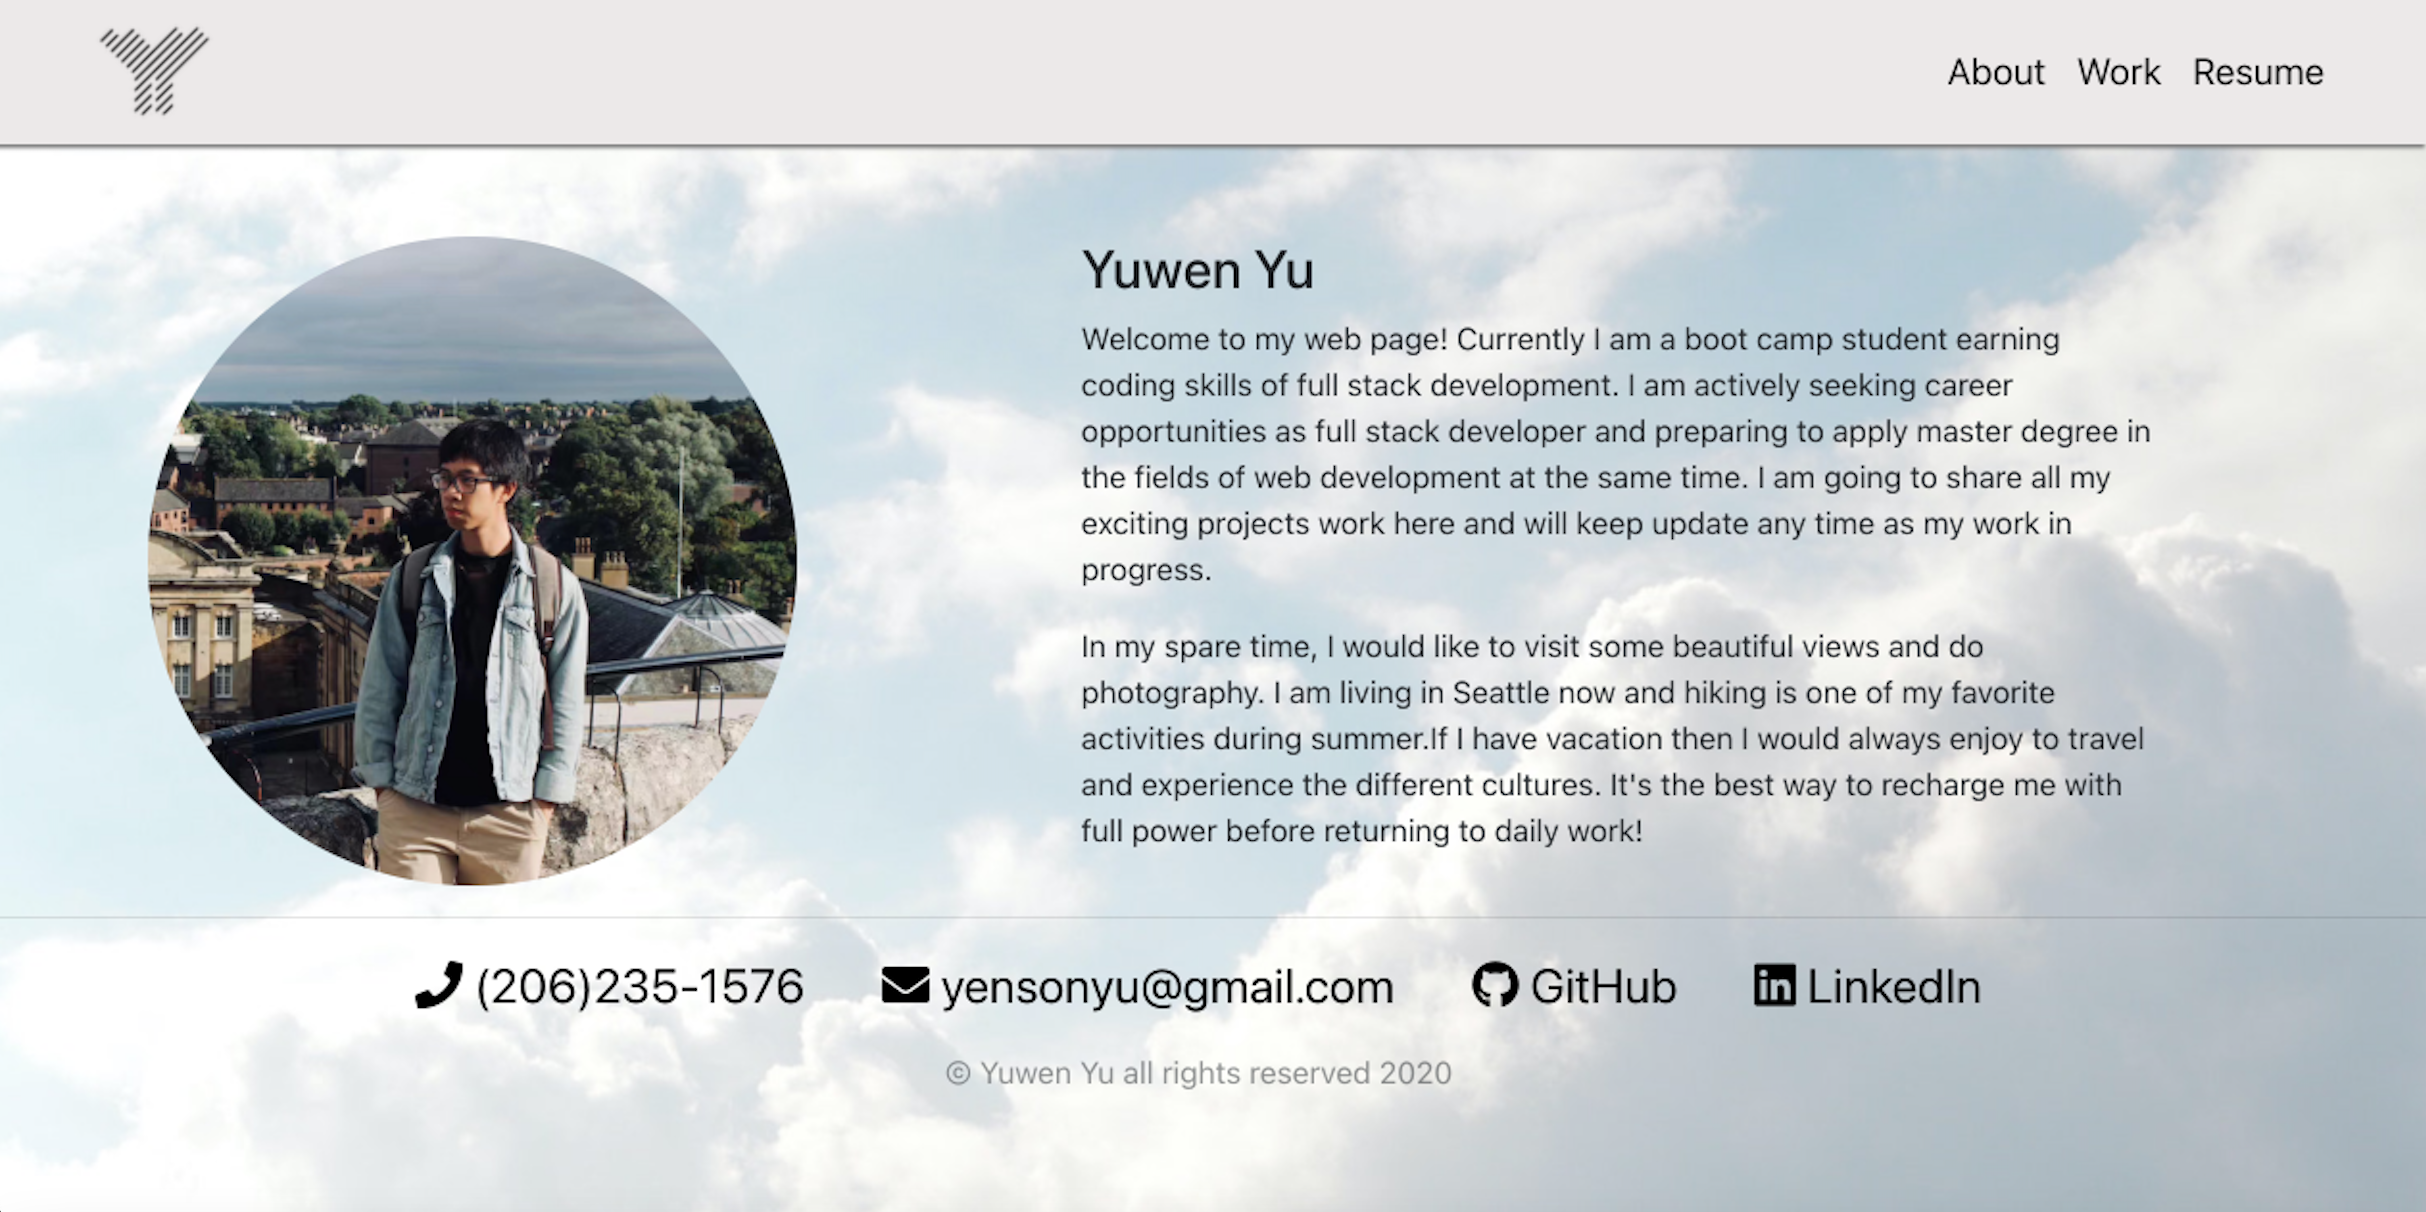 About Work Resume
Yuwen Yu
Welcome to my web page! Currently I am a boot camp student earning
coding skills of full stack development. I am actively seeking career
opportunities as full stack developer and preparing to apply master degree in
the fields of web development at the same time. I am going to share all my
exciting projects work here and will keep update any time as my work in
progress.
In my spare time, I would like to visit some beautiful views and do
photography. I am living in Seattle now and hiking is one of my favorite
activities during summer.If I have vacation then I would always enjoy to travel
and experience the different cultures. It's the best way to recharge me with
full power before returning to daily work!
(206)235-1576 yensonyu@gmail.com GitHub LinkedIn
© Yuwen Yu all rights reserved 2020